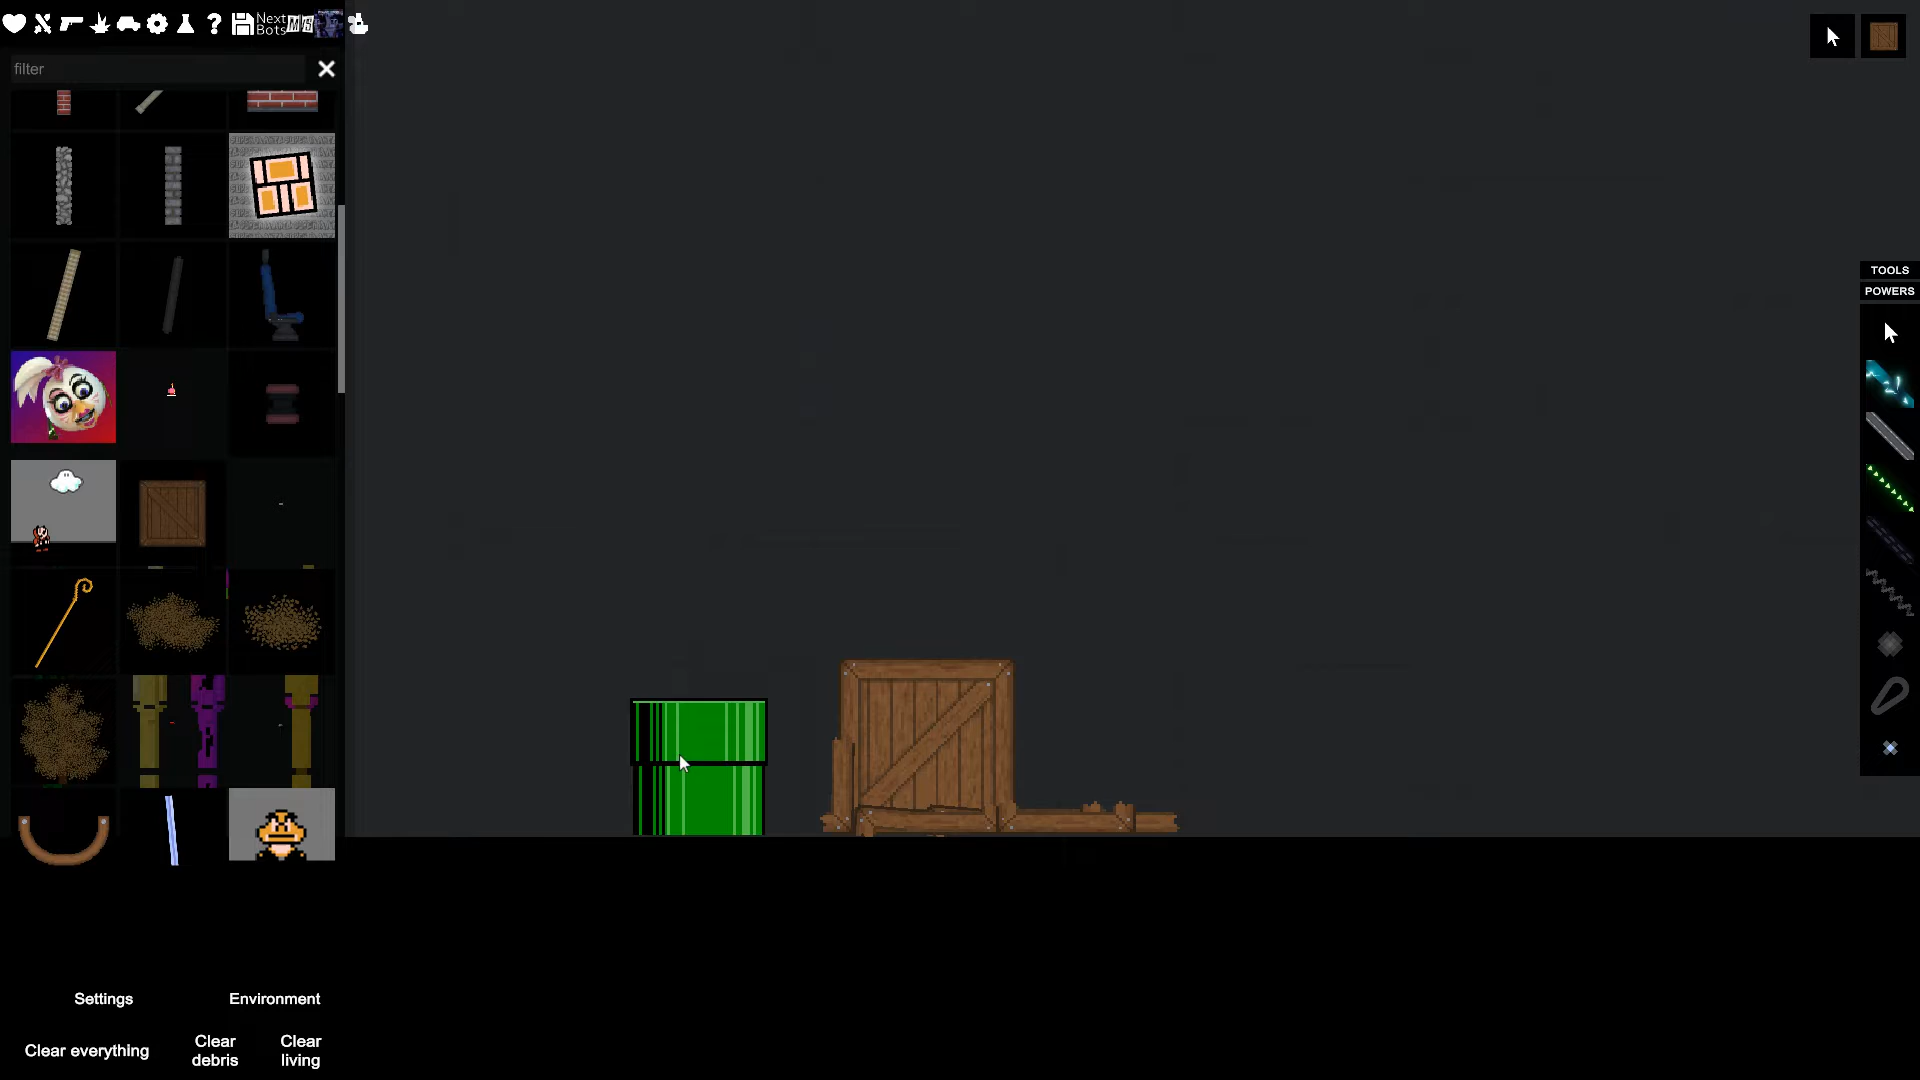 Next
Bots
filter
TOOLS
POWERS
Settings
Environment
Clear everything
Clear
debris
Clear
living